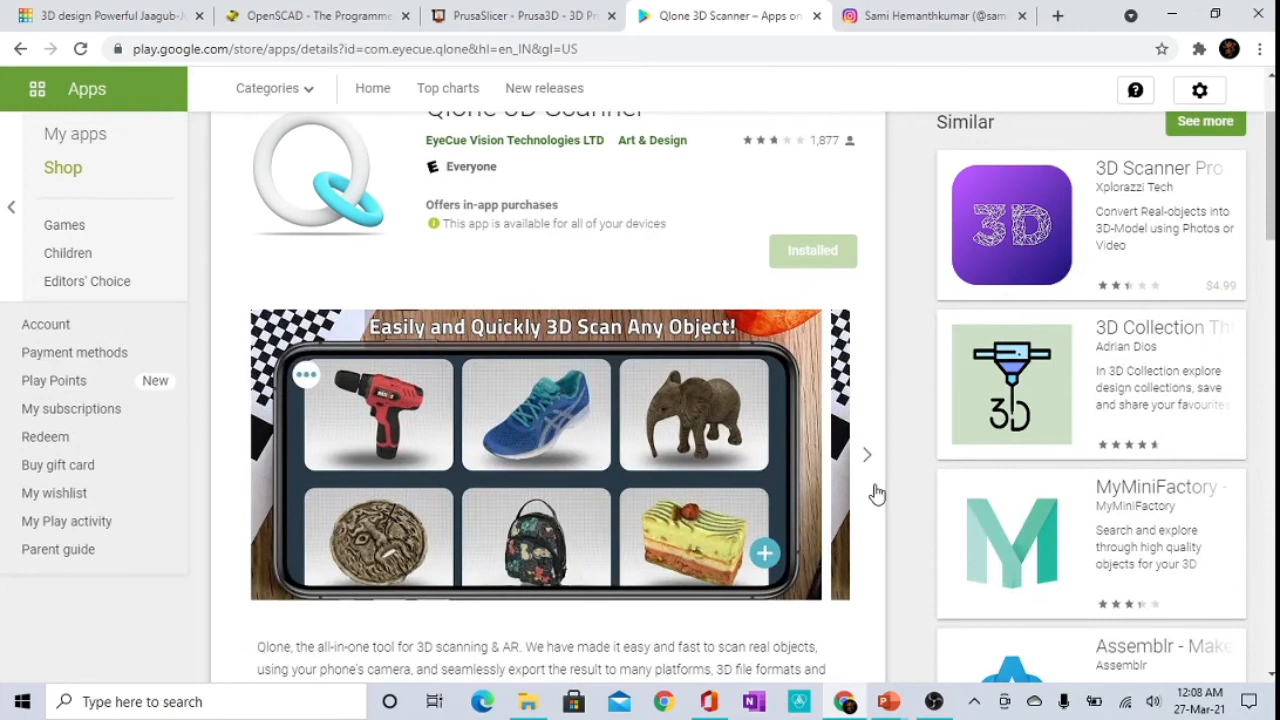 3D design Powerful Jaagub-J
OpenSCAD - The Programme
PrusaSlicer - Prusa3D - 3D Pri
Qlone 3D Scanner – Apps on
Sami Hemanthkumar (@sam
play.google.com/store/apps/details?id=com.eyecue.qlone&hl=en_IN&gl=US
Apps
Categories
Home
Top charts
New releases
My apps
Shop
Games
Children
Editors' Choice
Account
Payment methods
Play Points
New
My subscriptions
Redeem
Buy gift card
My wishlist
My Play activity
Parent guide
Qlone 3D Scanner
EyeCue Vision Technologies LTD Art & Design
1,877
E Everyone
Offers in-app purchases
This app is available for all of your devices
Installed
Easily and Quickly 3D Scan Any Object!
Qlone, the all-in-one tool for 3D scanning & AR. We have made it easy and fast to scan real objects,
using your phone's camera, and seamlessly export the result to many platforms, 3D file formats and
Similar
See more
3D
3D Scanner Pro
Xplorazzi Tech
Convert Real-objects into
3D-Model using Photos or
Video
$4.99
3D
3D Collection Th
Adrian Dios
In 3D Collection explore
design collections, save
and share your favourites
MyMiniFactory -
MyMiniFactory
Search and explore
through high quality
objects for your 3D
Assemblr - Make
Assemblr
Type here to search
12:08 AM
27-Mar-21